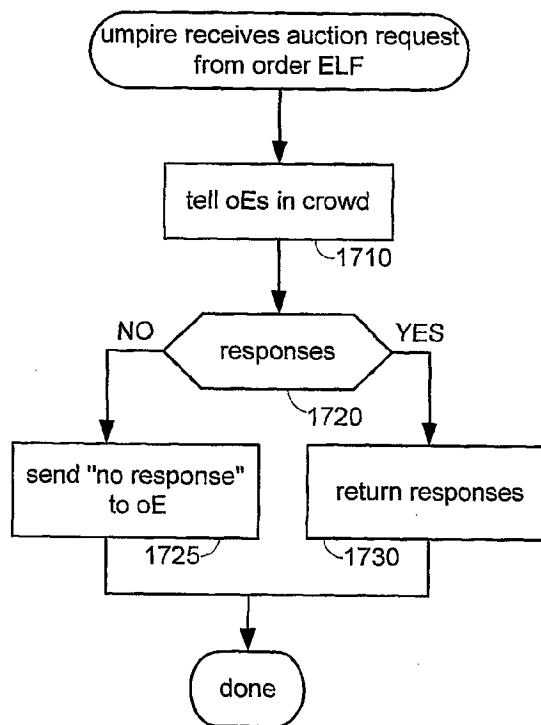 umpire receives auction request
from order ELF
tell oEs in crowd
1710
NO
YES
responses
1720
send "no response"
to oE
1725
return responses
1730
done